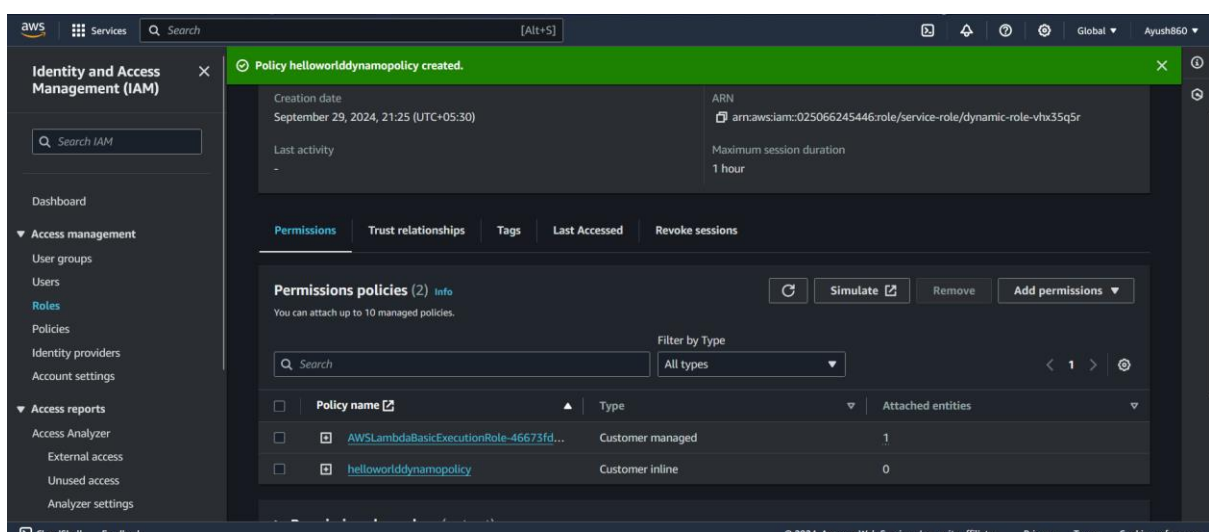 aws Services Search [Alt+S] Global Ayush860
Identity and Access Management (IAM)
Search IAM
Dashboard
Access management
User groups
Users
Roles
Policies
Identity providers
Account settings
Access reports
Access Analyzer
External access
Unused access
Analyzer settings
Policy helloworlddynamopolicy created.
Creation date
September 29, 2024, 21:25 (UTC+05:30)
Last activity
-
ARN
arn:aws:iam::025066245446:role/service-role/dynamic-role-vhx35q5r
Maximum session duration
1 hour
Permissions Trust relationships Tags Last Accessed Revoke sessions
Permissions policies (2) Info
You can attach up to 10 managed policies.
Simulate Remove Add permissions
Filter by Type
Search All types 1
Policy name Type Attached entities
AWSLambdaBasicExecutionRole-46673fd... Customer managed 1
helloworlddynamopolicy Customer inline 0